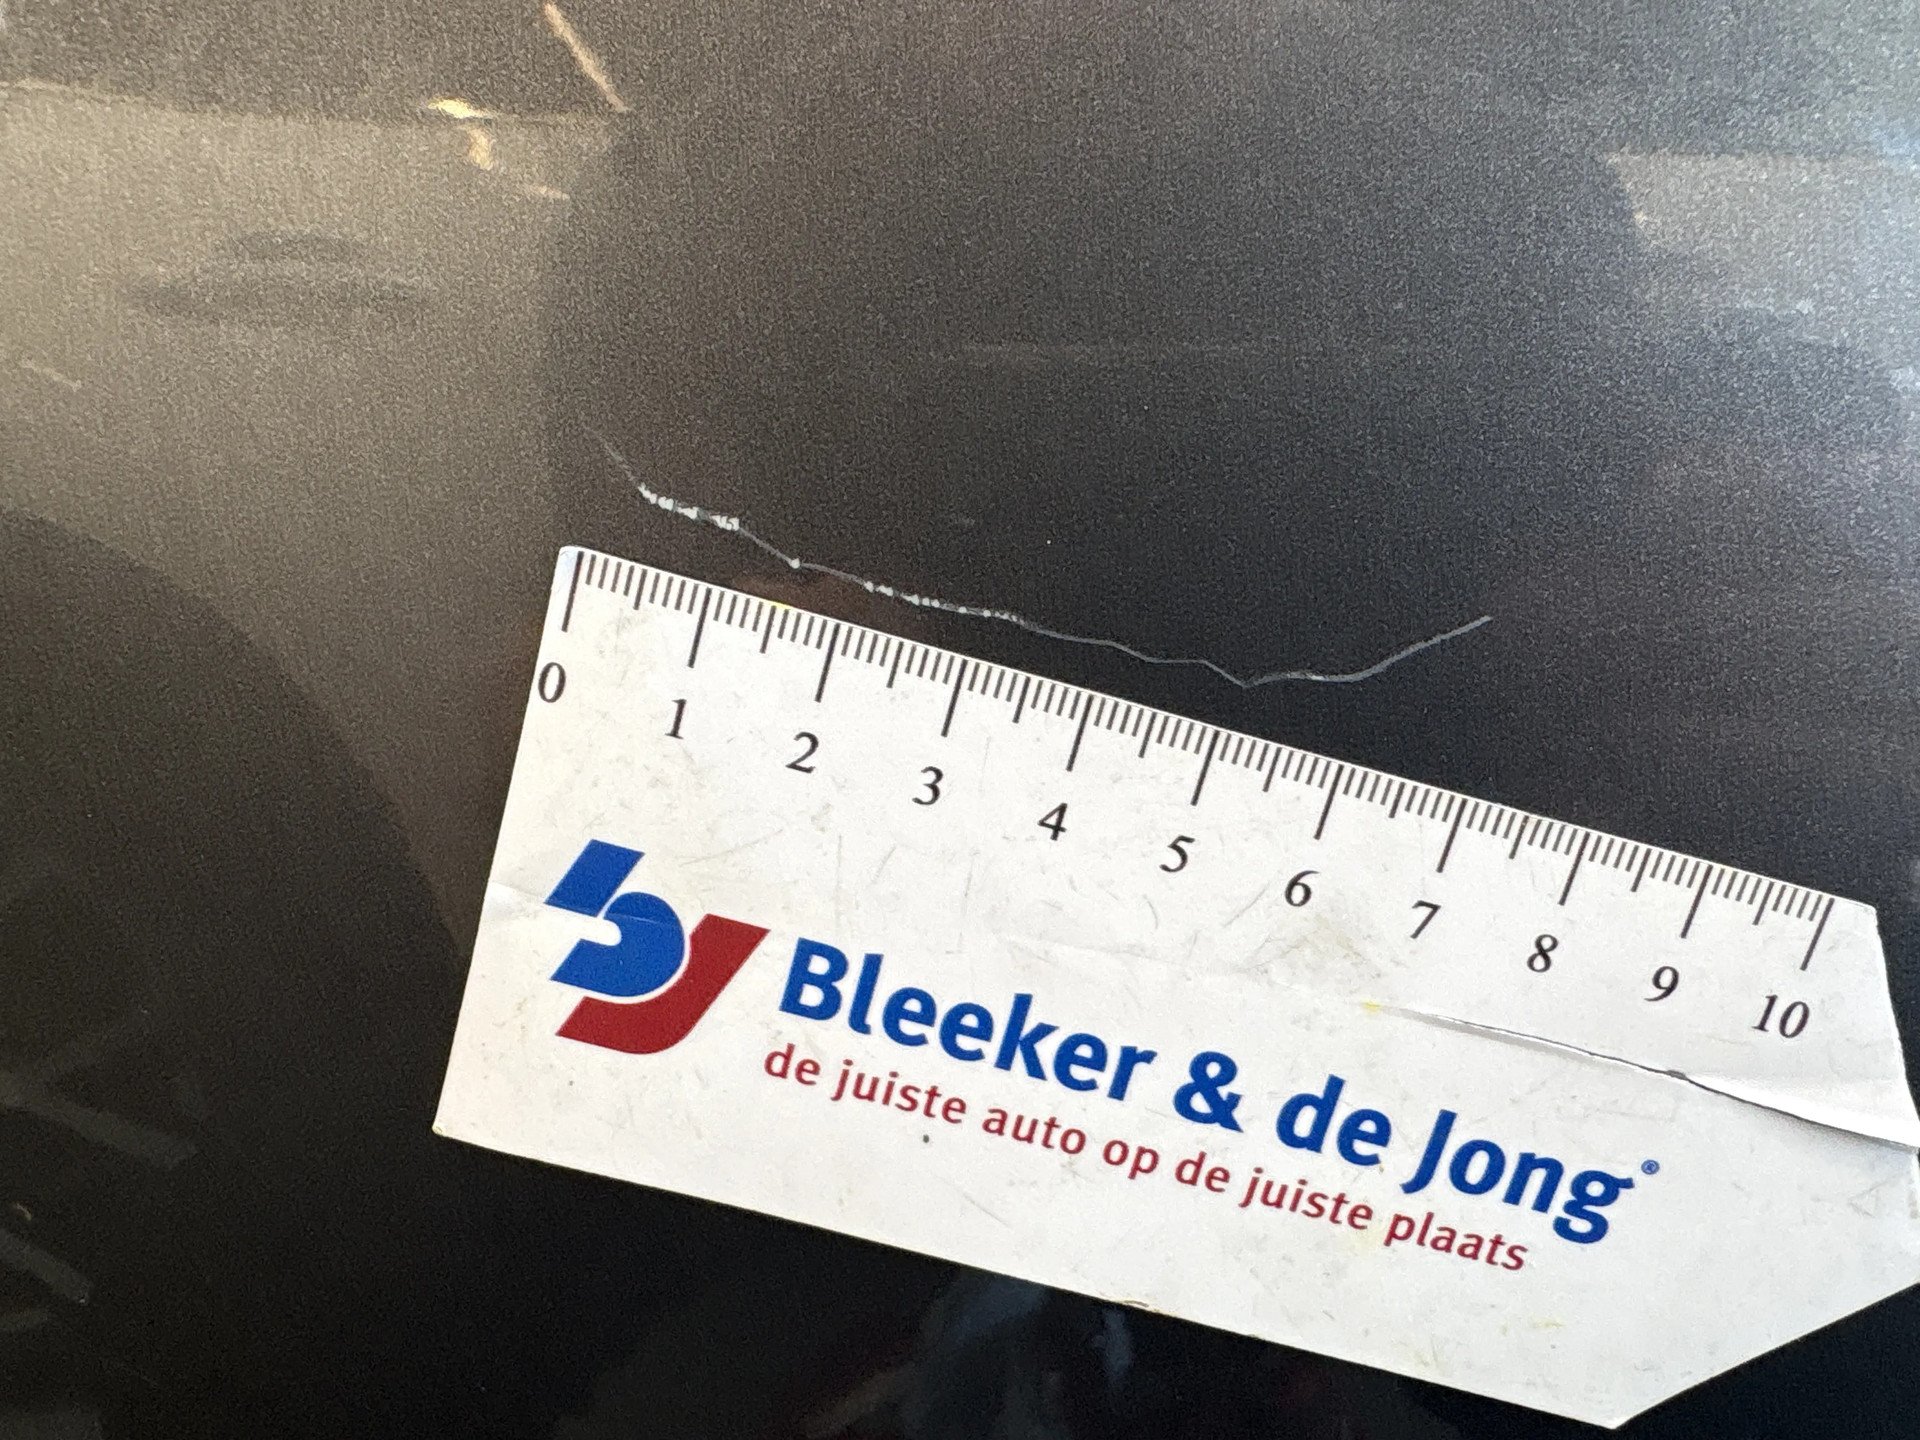 0 1 2 3 4 5 6 7 8 9 10
bj
Bleeker & de Jong®
de juiste auto op de juiste plaats